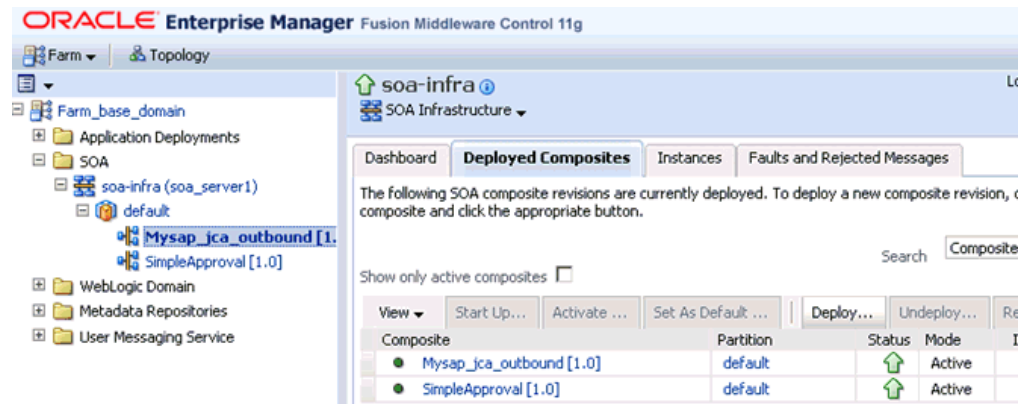 ORACLE Enterprise Manager Fusion Middleware Control 11g
Farm Topology
Farm_base_domain
Application Deployments
SOA
soa-infra (soa_server1)
default
Mysap_jca_outbound [1.
SimpleApproval [1.0]
WebLogic Domain
Metadata Repositories
User Messaging Service
soa-infra
Lo
SOA Infrastructure
Dashboard Deployed Composites Instances Faults and Rejected Messages
The following SOA composite revisions are currently deployed. To deploy a new composite revision,
composite and click the appropriate button.
Search Composite
Show only active composites
View Start Up... Activate ... Set As Default ... Deploy... Undeploy... Re
Composite Partition Status Mode I
Mysap_jca_outbound [1.0] default Active
SimpleApproval [1.0] default Active